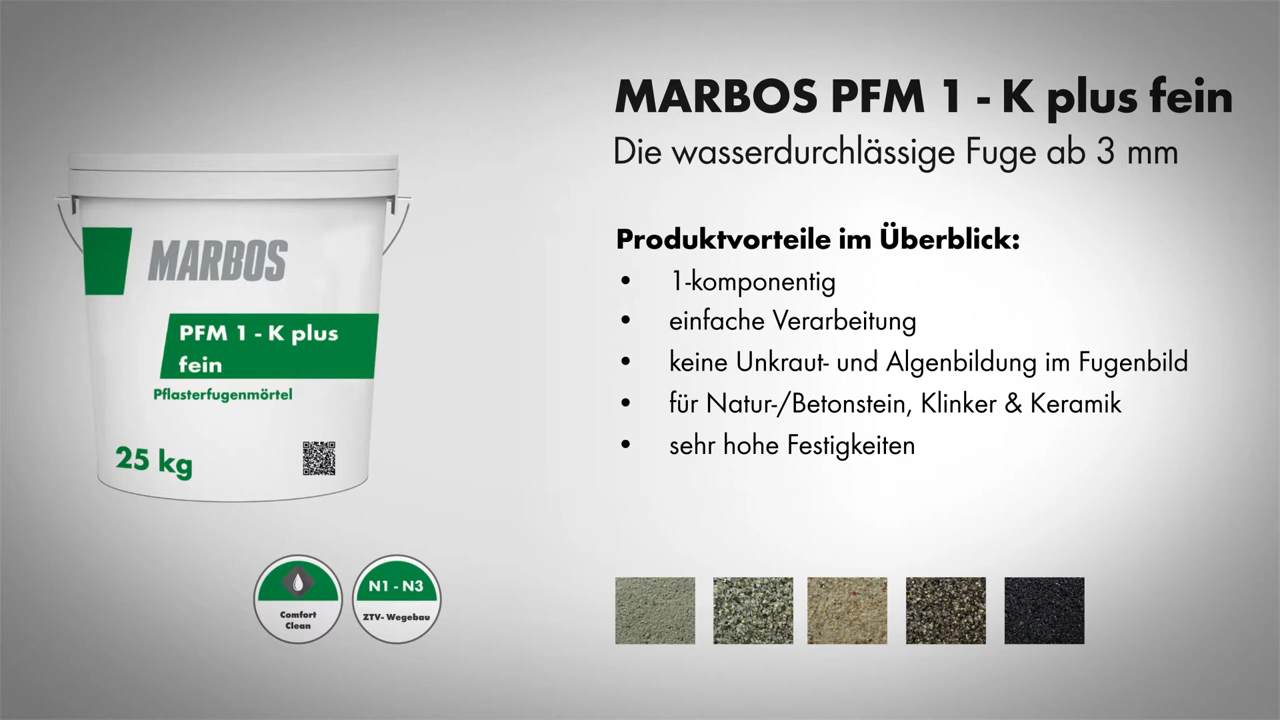 MARBOS PFM 1 - K plus fein
Die wasserdurchlässige Fuge ab 3 mm
Produktvorteile im Überblick:
• 1-komponentig
• einfache Verarbeitung
• keine Unkraut- und Algenbildung im Fugenbild
• für Natur-/Betonstein, Klinker & Keramik
• sehr hohe Festigkeiten
MARBOS
PFM 1 - K plus
fein
Pflasterfugenmörtel
25 kg
Comfort
Clean
N1 - N3
ZTV- Wegebau